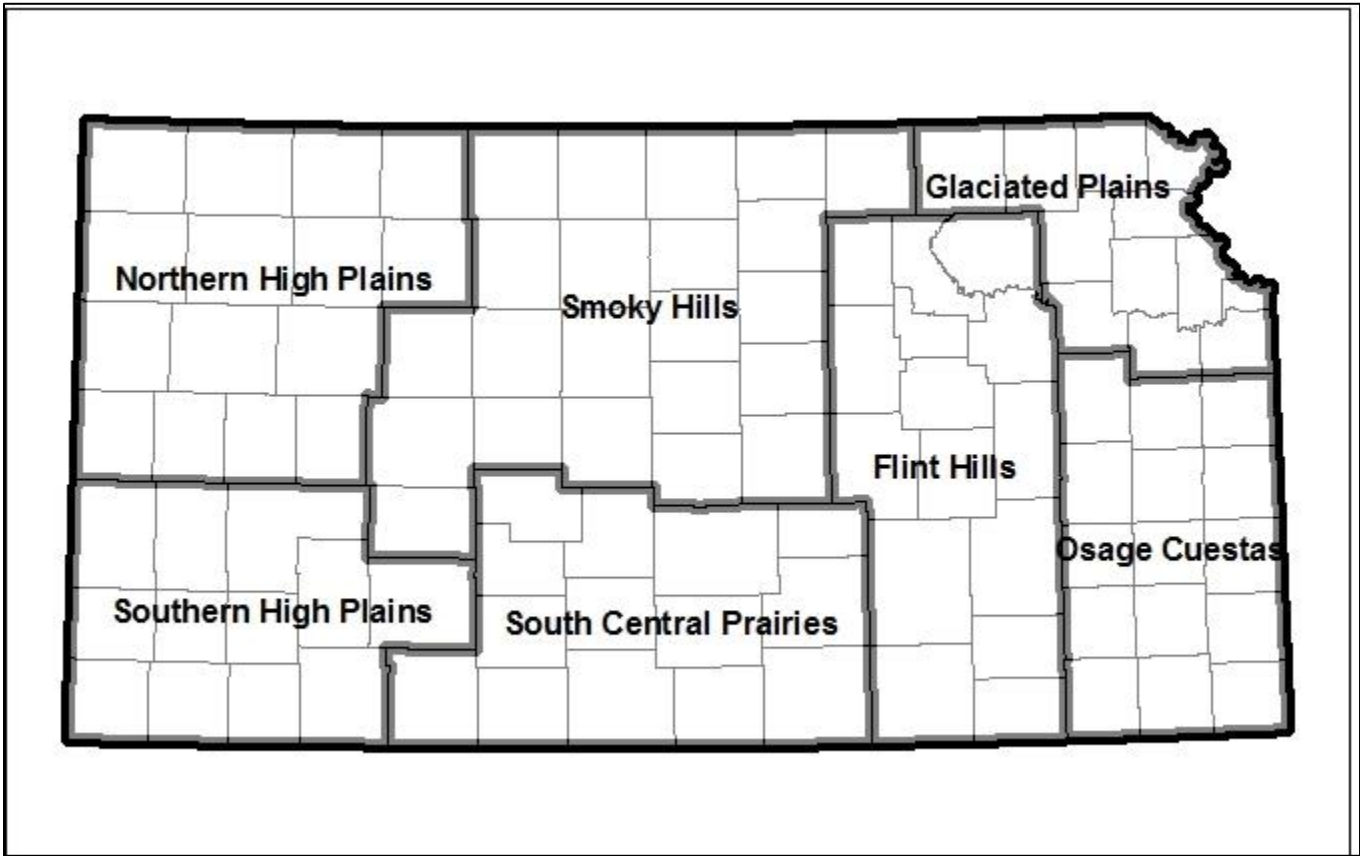 Glaciated Plains
Northern High Plains
Smoky Hills
Flint Hills
Osage Cuestas
Southern High Plains
South Central Prairies